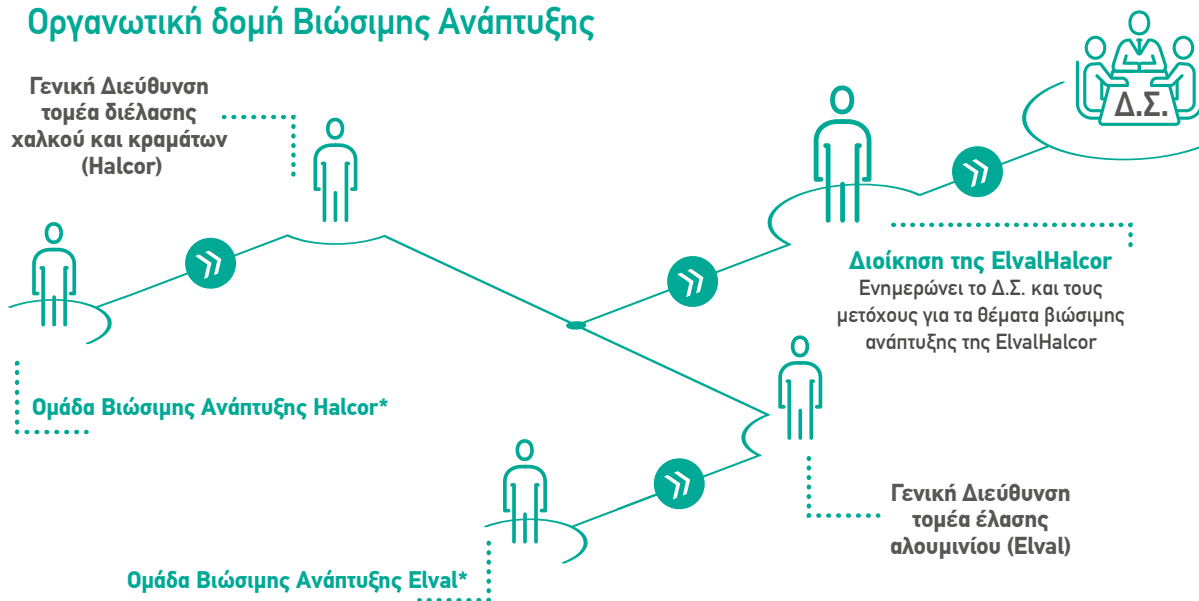 Οργανωτική δομή Βιώσιμης Ανάπτυξης
Γενική Διεύθυνση
τομέα διέλασης
χαλκού και κραμάτων
(Halcor)
Δ.Σ.
Διοίκηση της ElvalHalcor
Ενημερώνει το Δ.Σ. και τους
μετόχους για τα θέματα βιώσιμης
ανάπτυξης της ElvalHalcor
Ομάδα Βιώσιμης Ανάπτυξης Halcor*
Γενική Διεύθυνση
τομέα έλασης
αλουμινίου (Elval)
Ομάδα Βιώσιμης Ανάπτυξης Elval*